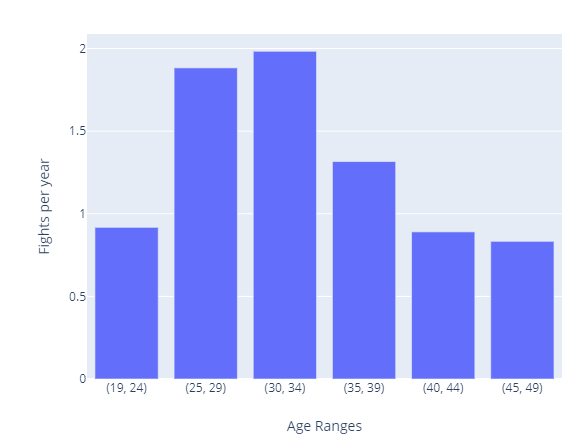 Fights per year
2
1.5
1
0.5
0
(19, 24) (25, 29) (30, 34) (35, 39) (40, 44) (45, 49)
Age Ranges